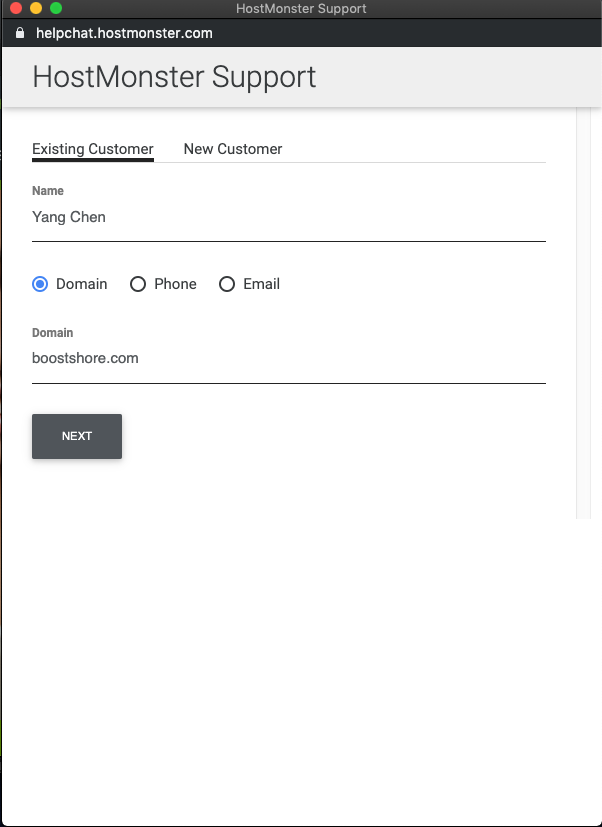 HostMonster Support
helpchat.hostmonster.com
HostMonster Support
Existing Customer New Customer
Name
Yang Chen
Domain Phone Email
Domain
boostshore.com
NEXT